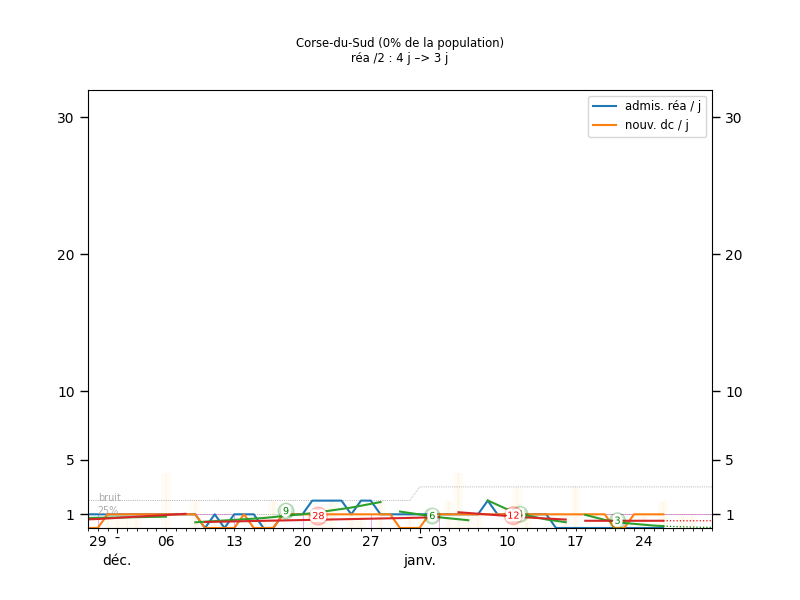 Corse-du-Sud (0% de la population)
réa /2 : 4 j –> 3 j
admis. réa / j
nouv. dc / j
30 30
20 20
10 10
5 5
bruit
25%
1 1
9 28 6 12 3
29 - 06 13 20 27 - 03 10 17 24
déc. janv.